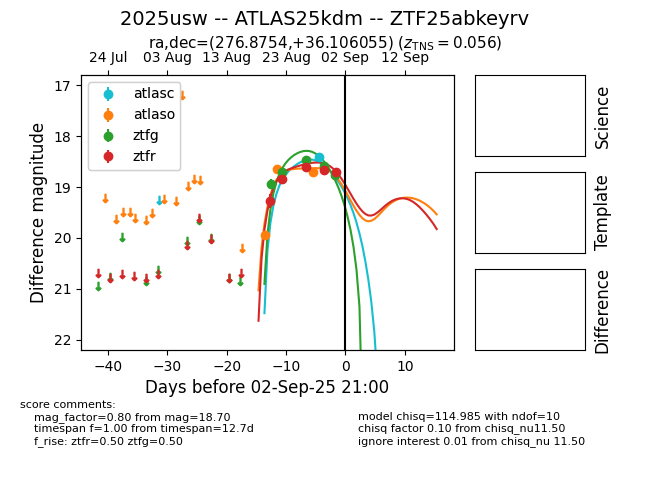 2025usw -- ATLAS25kdm -- ZTF25abkeyrv
ra,dec=(276.8754,+36.106055) (zTNS = 0.056)
24 Jul 03 Aug 13 Aug 23 Aug 02 Sep 12 Sep
atlasc
atlaso
ztfg
ztfr
17
18
19
20
21
22
Difference magnitude
−40 −30 −20 −10 0 10
Days before 02-Sep-25 21:00
Science
Template
Difference
score comments:
mag_factor=0.80 from mag=18.70
timespan f=1.00 from timespan=12.7d
f_rise: ztfr=0.50 ztfg=0.50
model chisq=114.985 with ndof=10
chisq factor 0.10 from chisq_nu11.50
ignore interest 0.01 from chisq_nu 11.50